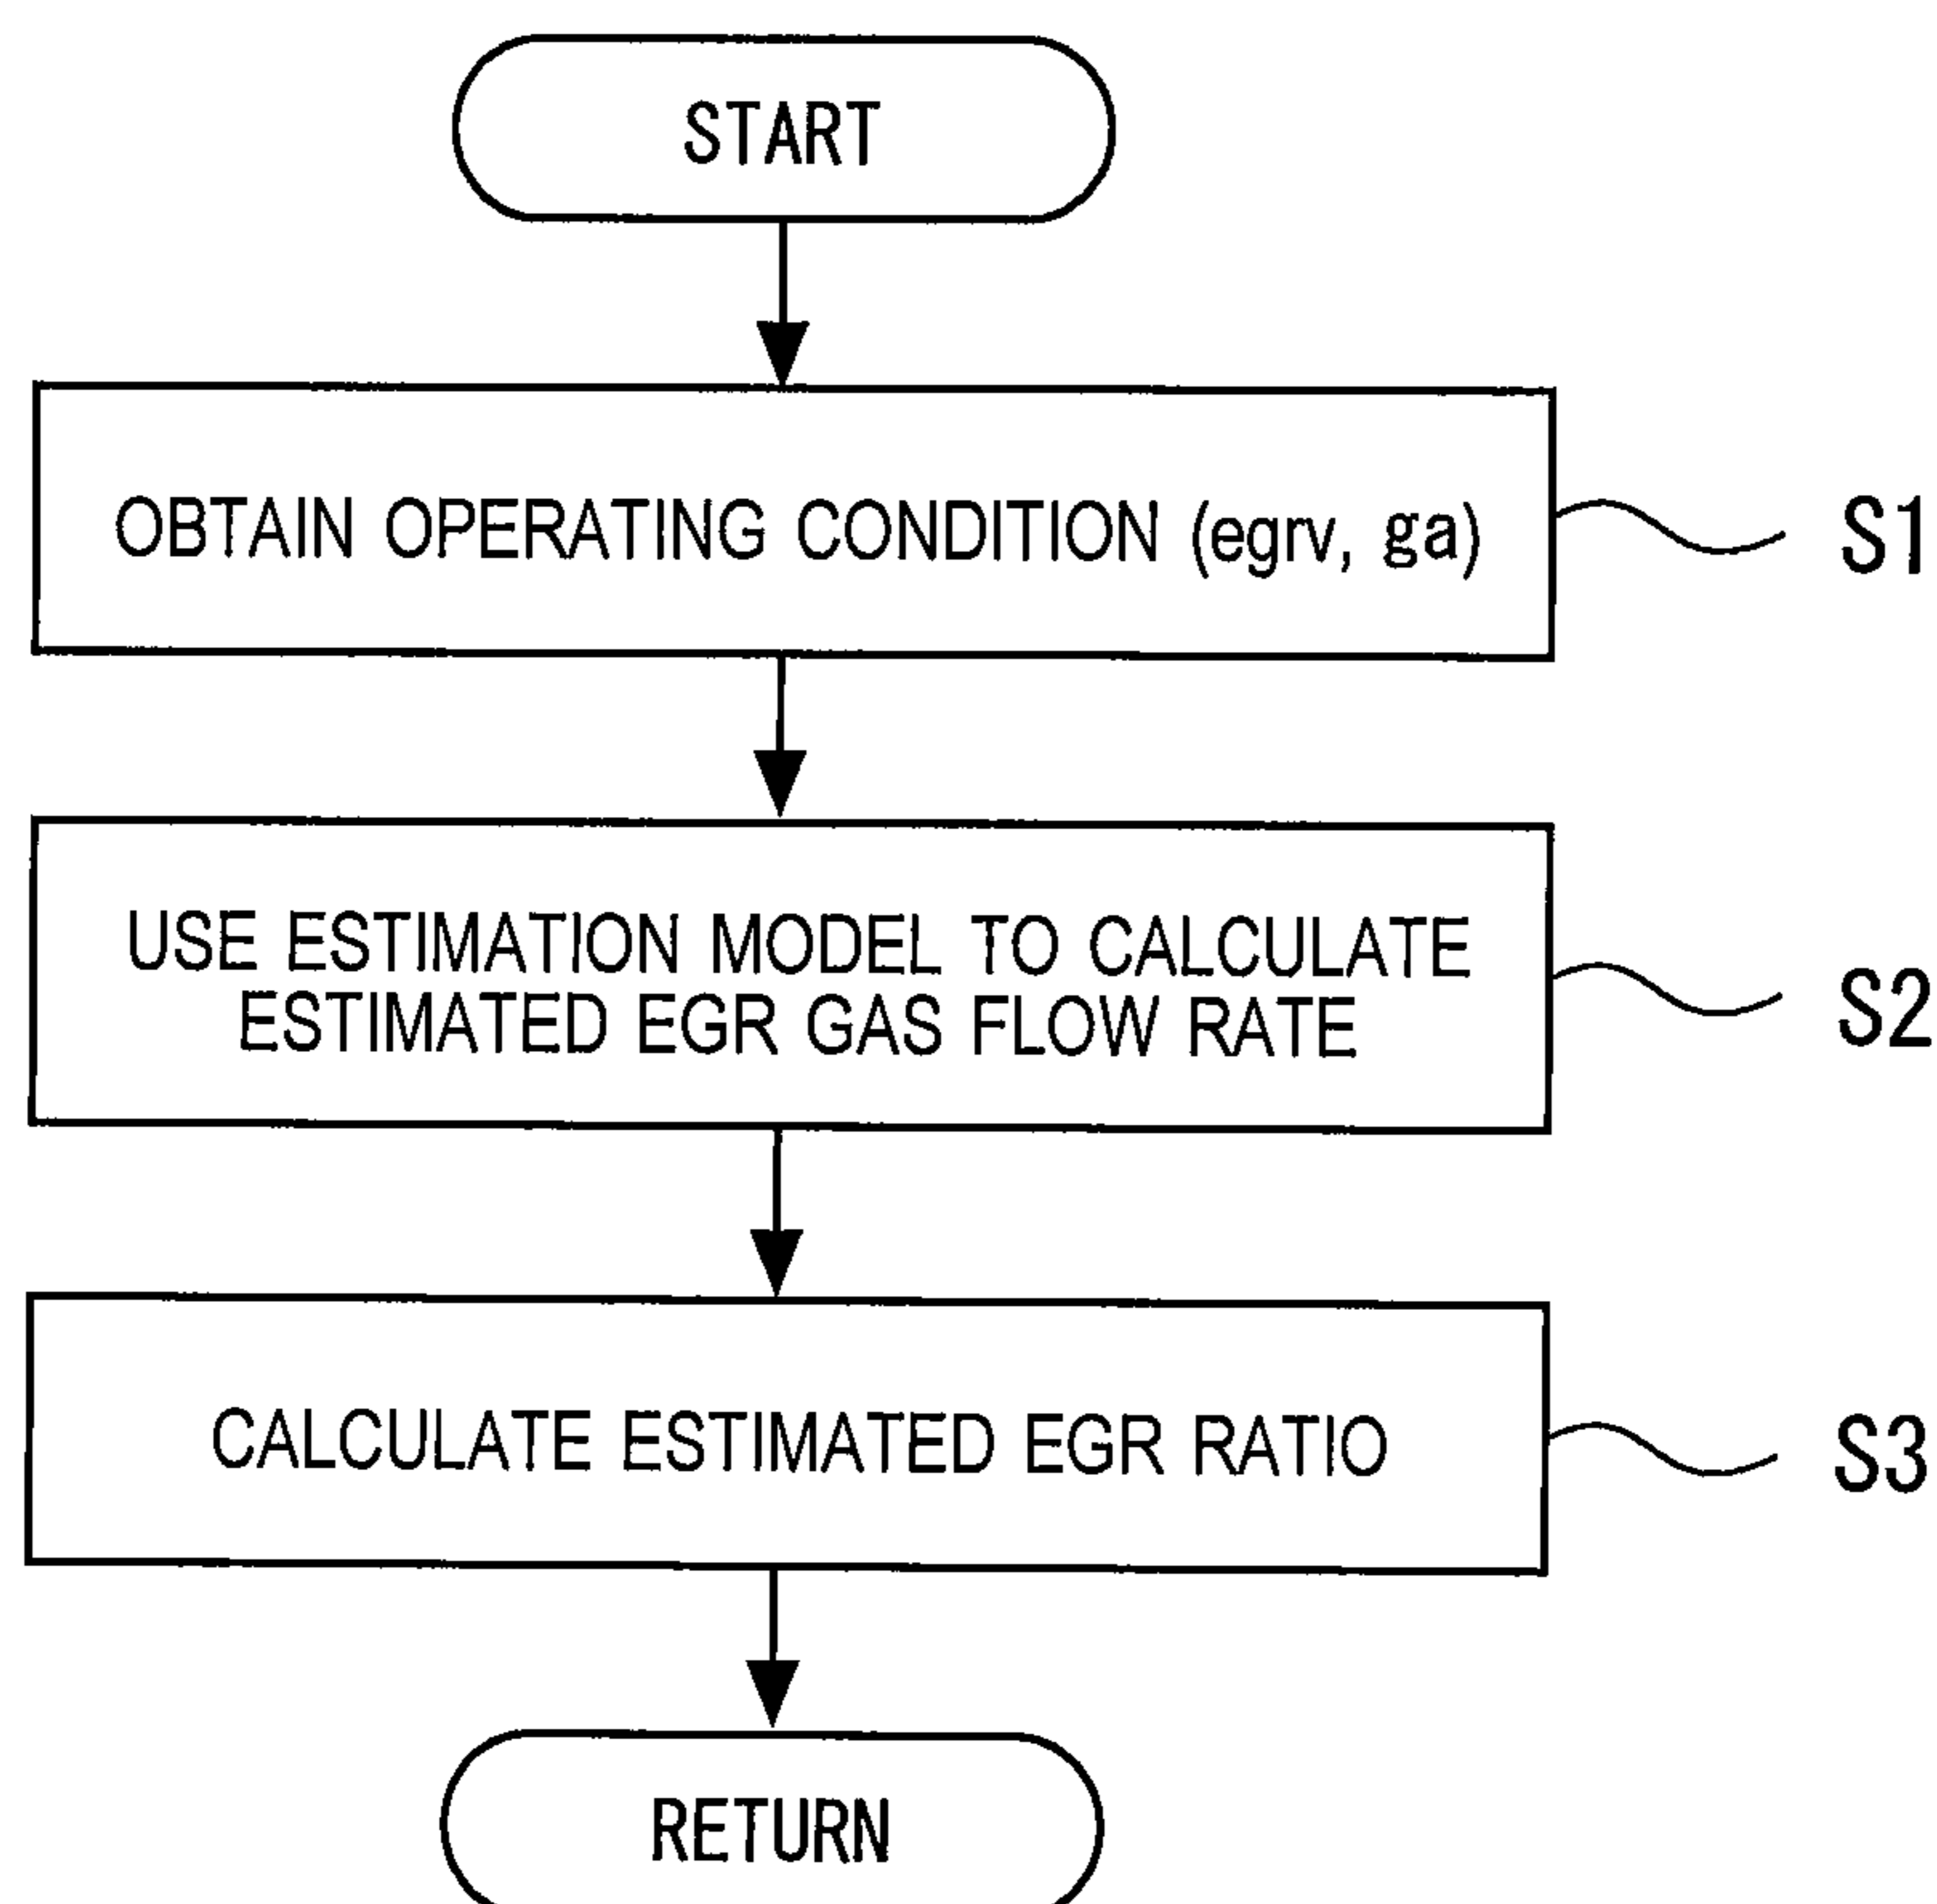 START
OBTAIN OPERATING CONDITION (egrv, ga)
S1
USE ESTIMATION MODEL TO CALCULATE
ESTIMATED EGR GAS FLOW RATE
S2
CALCULATE ESTIMATED EGR RATIO
S3
RETURN